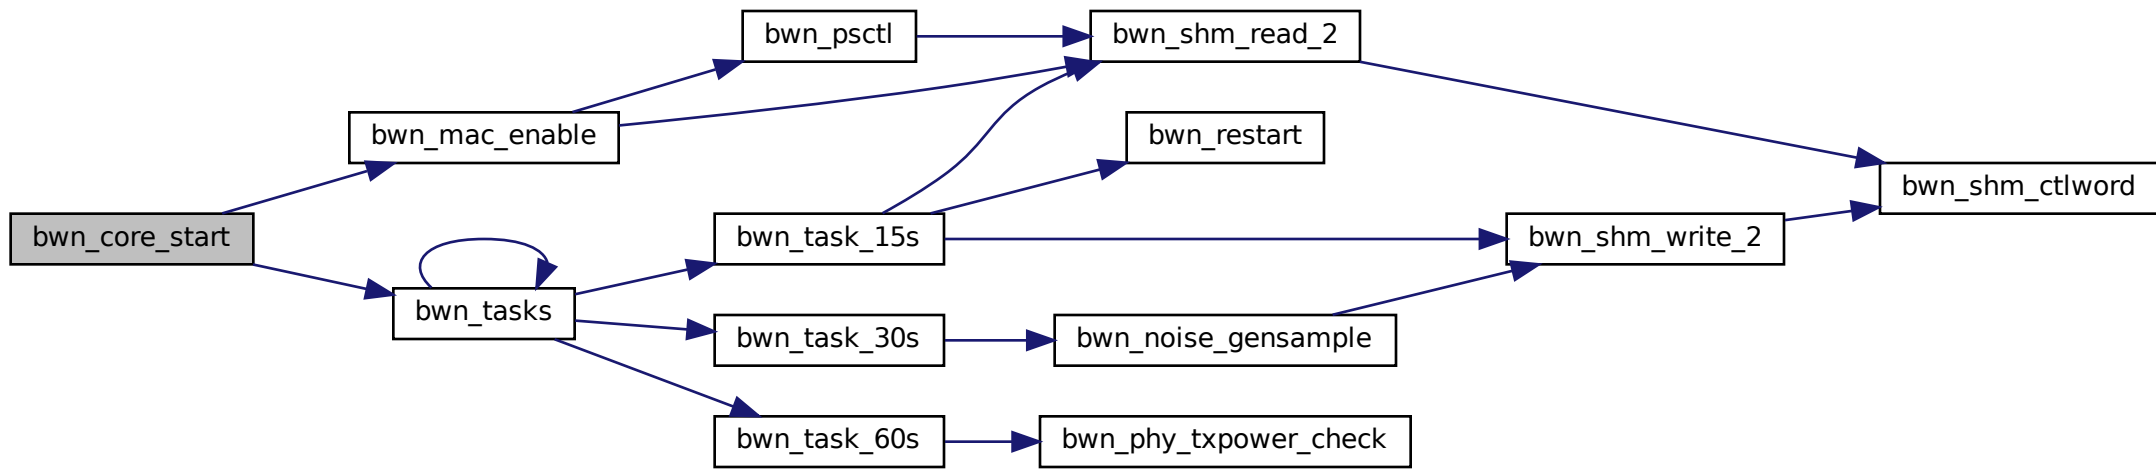 bwn_psctl
bwn_shm_read_2
bwn_mac_enable
bwn_restart
bwn_shm_ctlword
bwn_core_start
bwn_task_15s
bwn_shm_write_2
bwn_tasks
bwn_task_30s
bwn_noise_gensample
bwn_task_60s
bwn_phy_txpower_check